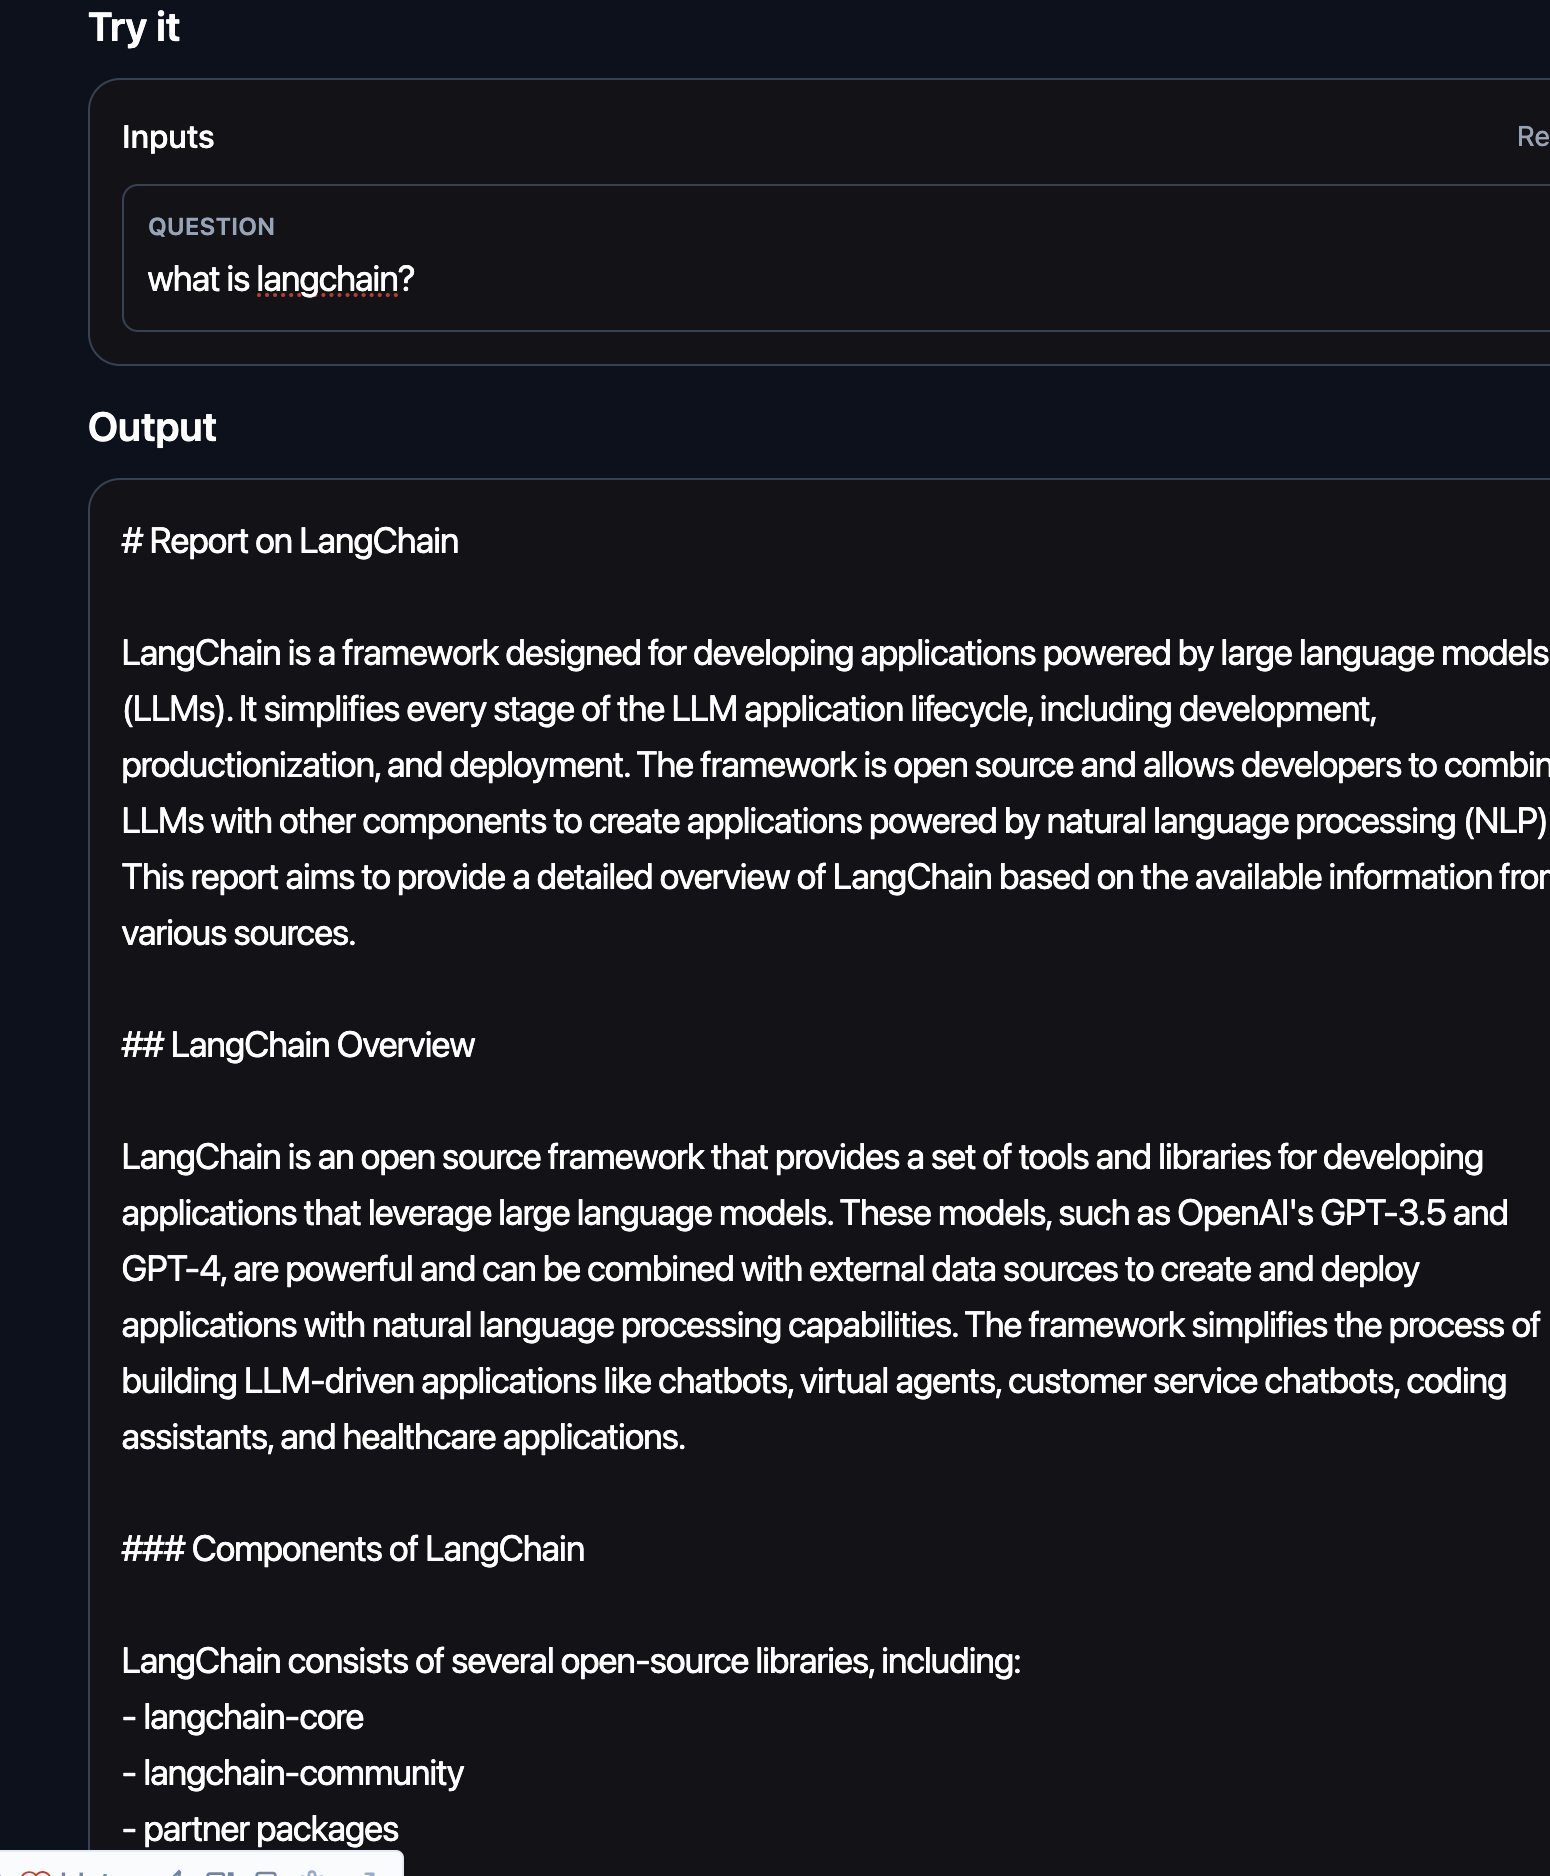 Try it
Inputs
Re
QUESTION
what is langchain?
Output
# Report on LangChain
LangChain is a framework designed for developing applications powered by large language models
(LLMs). It simplifies every stage of the LLM application lifecycle, including development,
productionization, and deployment. The framework is open source and allows developers to combin
LLMs with other components to create applications powered by natural language processing (NLP)
This report aims to provide a detailed overview of LangChain based on the available information from
various sources.
## LangChain Overview
LangChain is an open source framework that provides a set of tools and libraries for developing
applications that leverage large language models. These models, such as OpenAI's GPT-3.5 and
GPT-4, are powerful and can be combined with external data sources to create and deploy
applications with natural language processing capabilities. The framework simplifies the process of
building LLM-driven applications like chatbots, virtual agents, customer service chatbots, coding
assistants, and healthcare applications.
### Components of LangChain
LangChain consists of several open-source libraries, including:
- langchain-core
- langchain-community
- partner packages